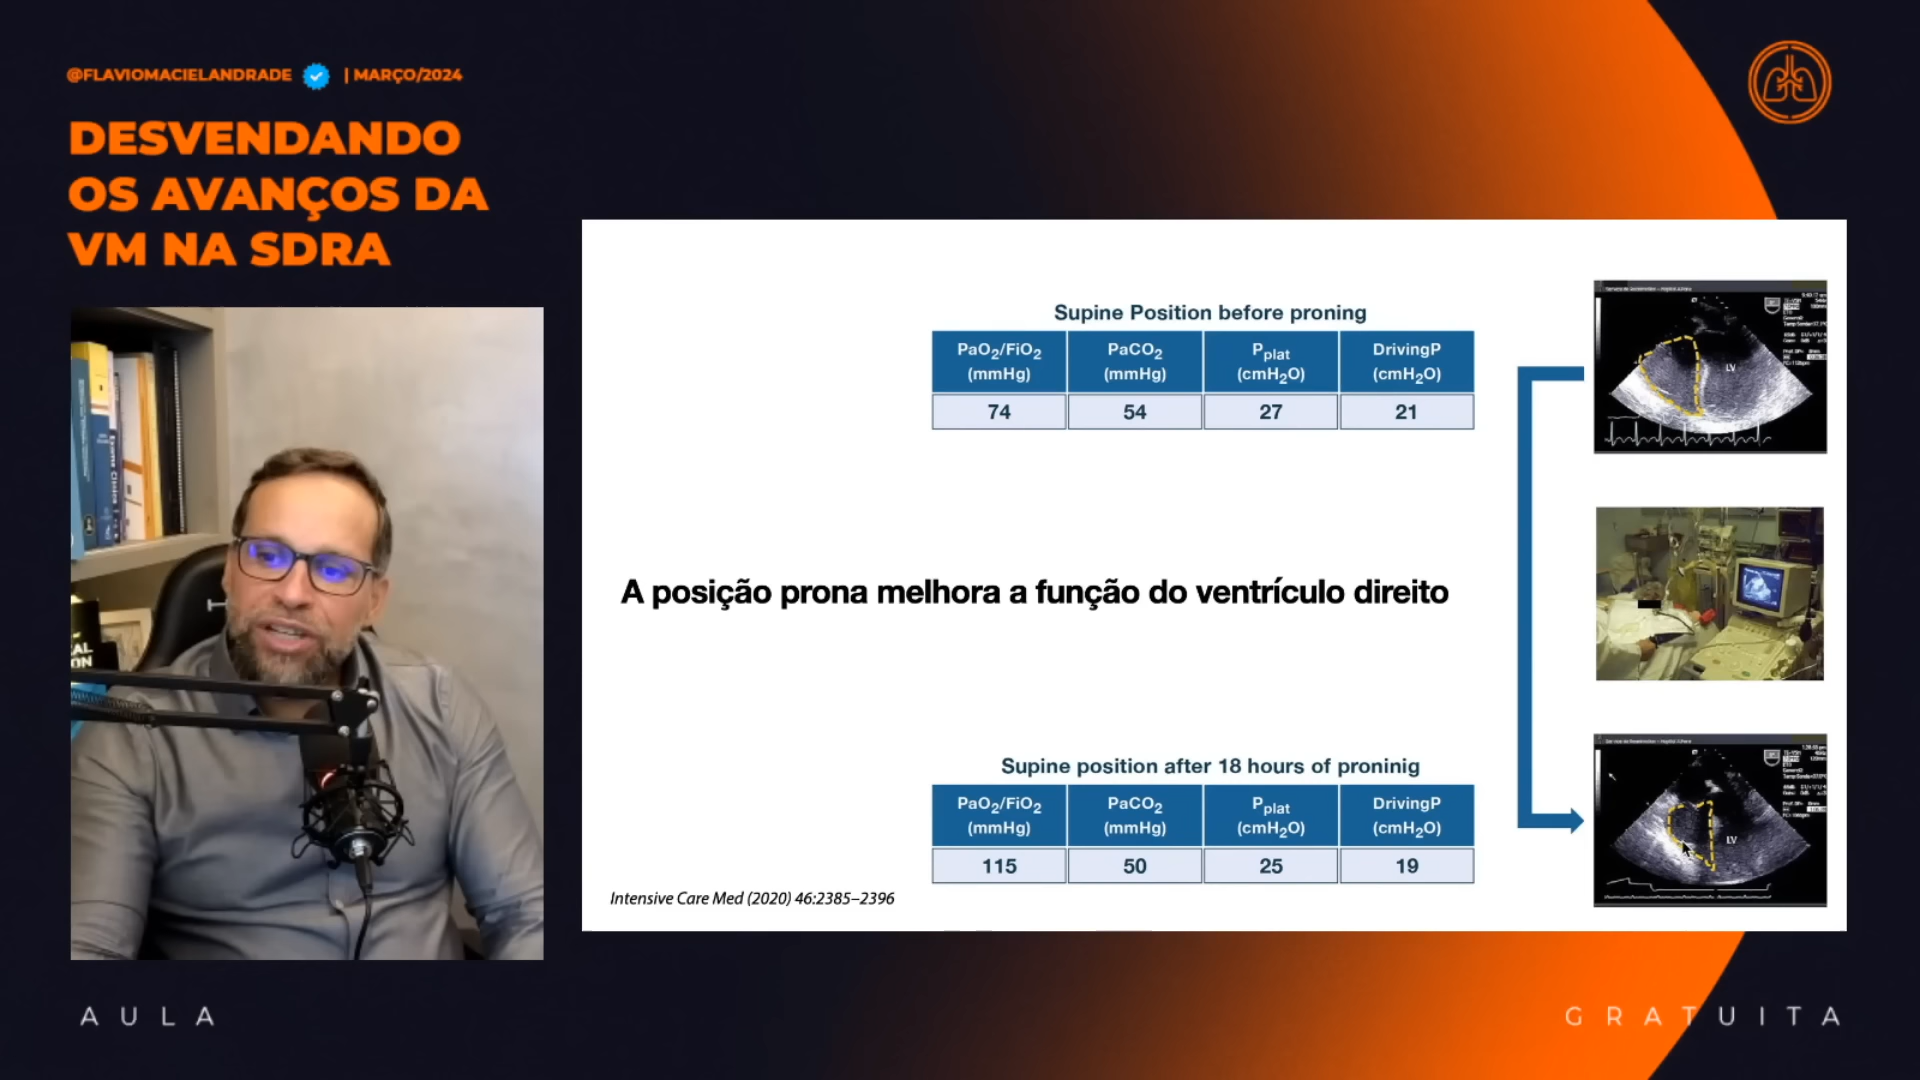 @FLAVIOMACIELANDRADE | MARÇO/2024
DESVENDANDO
OS AVANÇOS DA
VM NA SDRA
Supine Position before proning
PaO2/FiO2 (mmHg) PaCO2 (mmHg) Pplat (cmH2O) DrivingP (cmH2O)
74 54 27 21
LV
A posição prona melhora a função do ventrículo direito
Supine position after 18 hours of proninig
PaO2/FiO2 (mmHg) PaCO2 (mmHg) Pplat (cmH2O) DrivingP (cmH2O)
115 50 25 19
LV
Intensive Care Med (2020) 46:2385–2396
AULA
GRATUITA